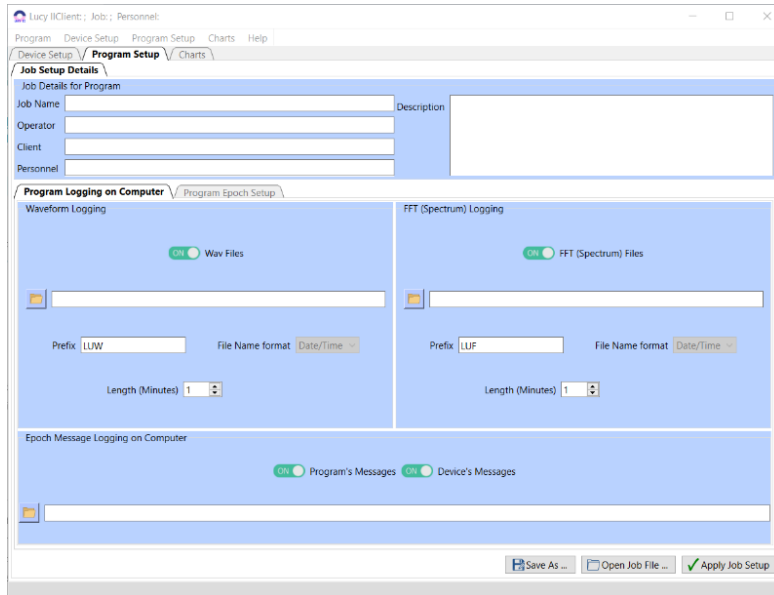 Lucy IIClient: ; Job: ; Personnel:
Program Device Setup Program Setup Charts Help
Device Setup Program Setup Charts
Job Setup Details
Job Details for Program
Job Name
Description
Operator
Client
Personnel
Program Logging on Computer Program Epoch Setup
Waveform Logging
FFT (Spectrum) Logging
ON Wav Files
ON FFT (Spectrum) Files
Prefix LUW File Name format Date/Time
Prefix LUF File Name format Date/Time
Length (Minutes) 1
Length (Minutes) 1
Epoch Message Logging on Computer
ON Program's Messages ON Device's Messages
Save As ... Open Job File ... Apply Job Setup